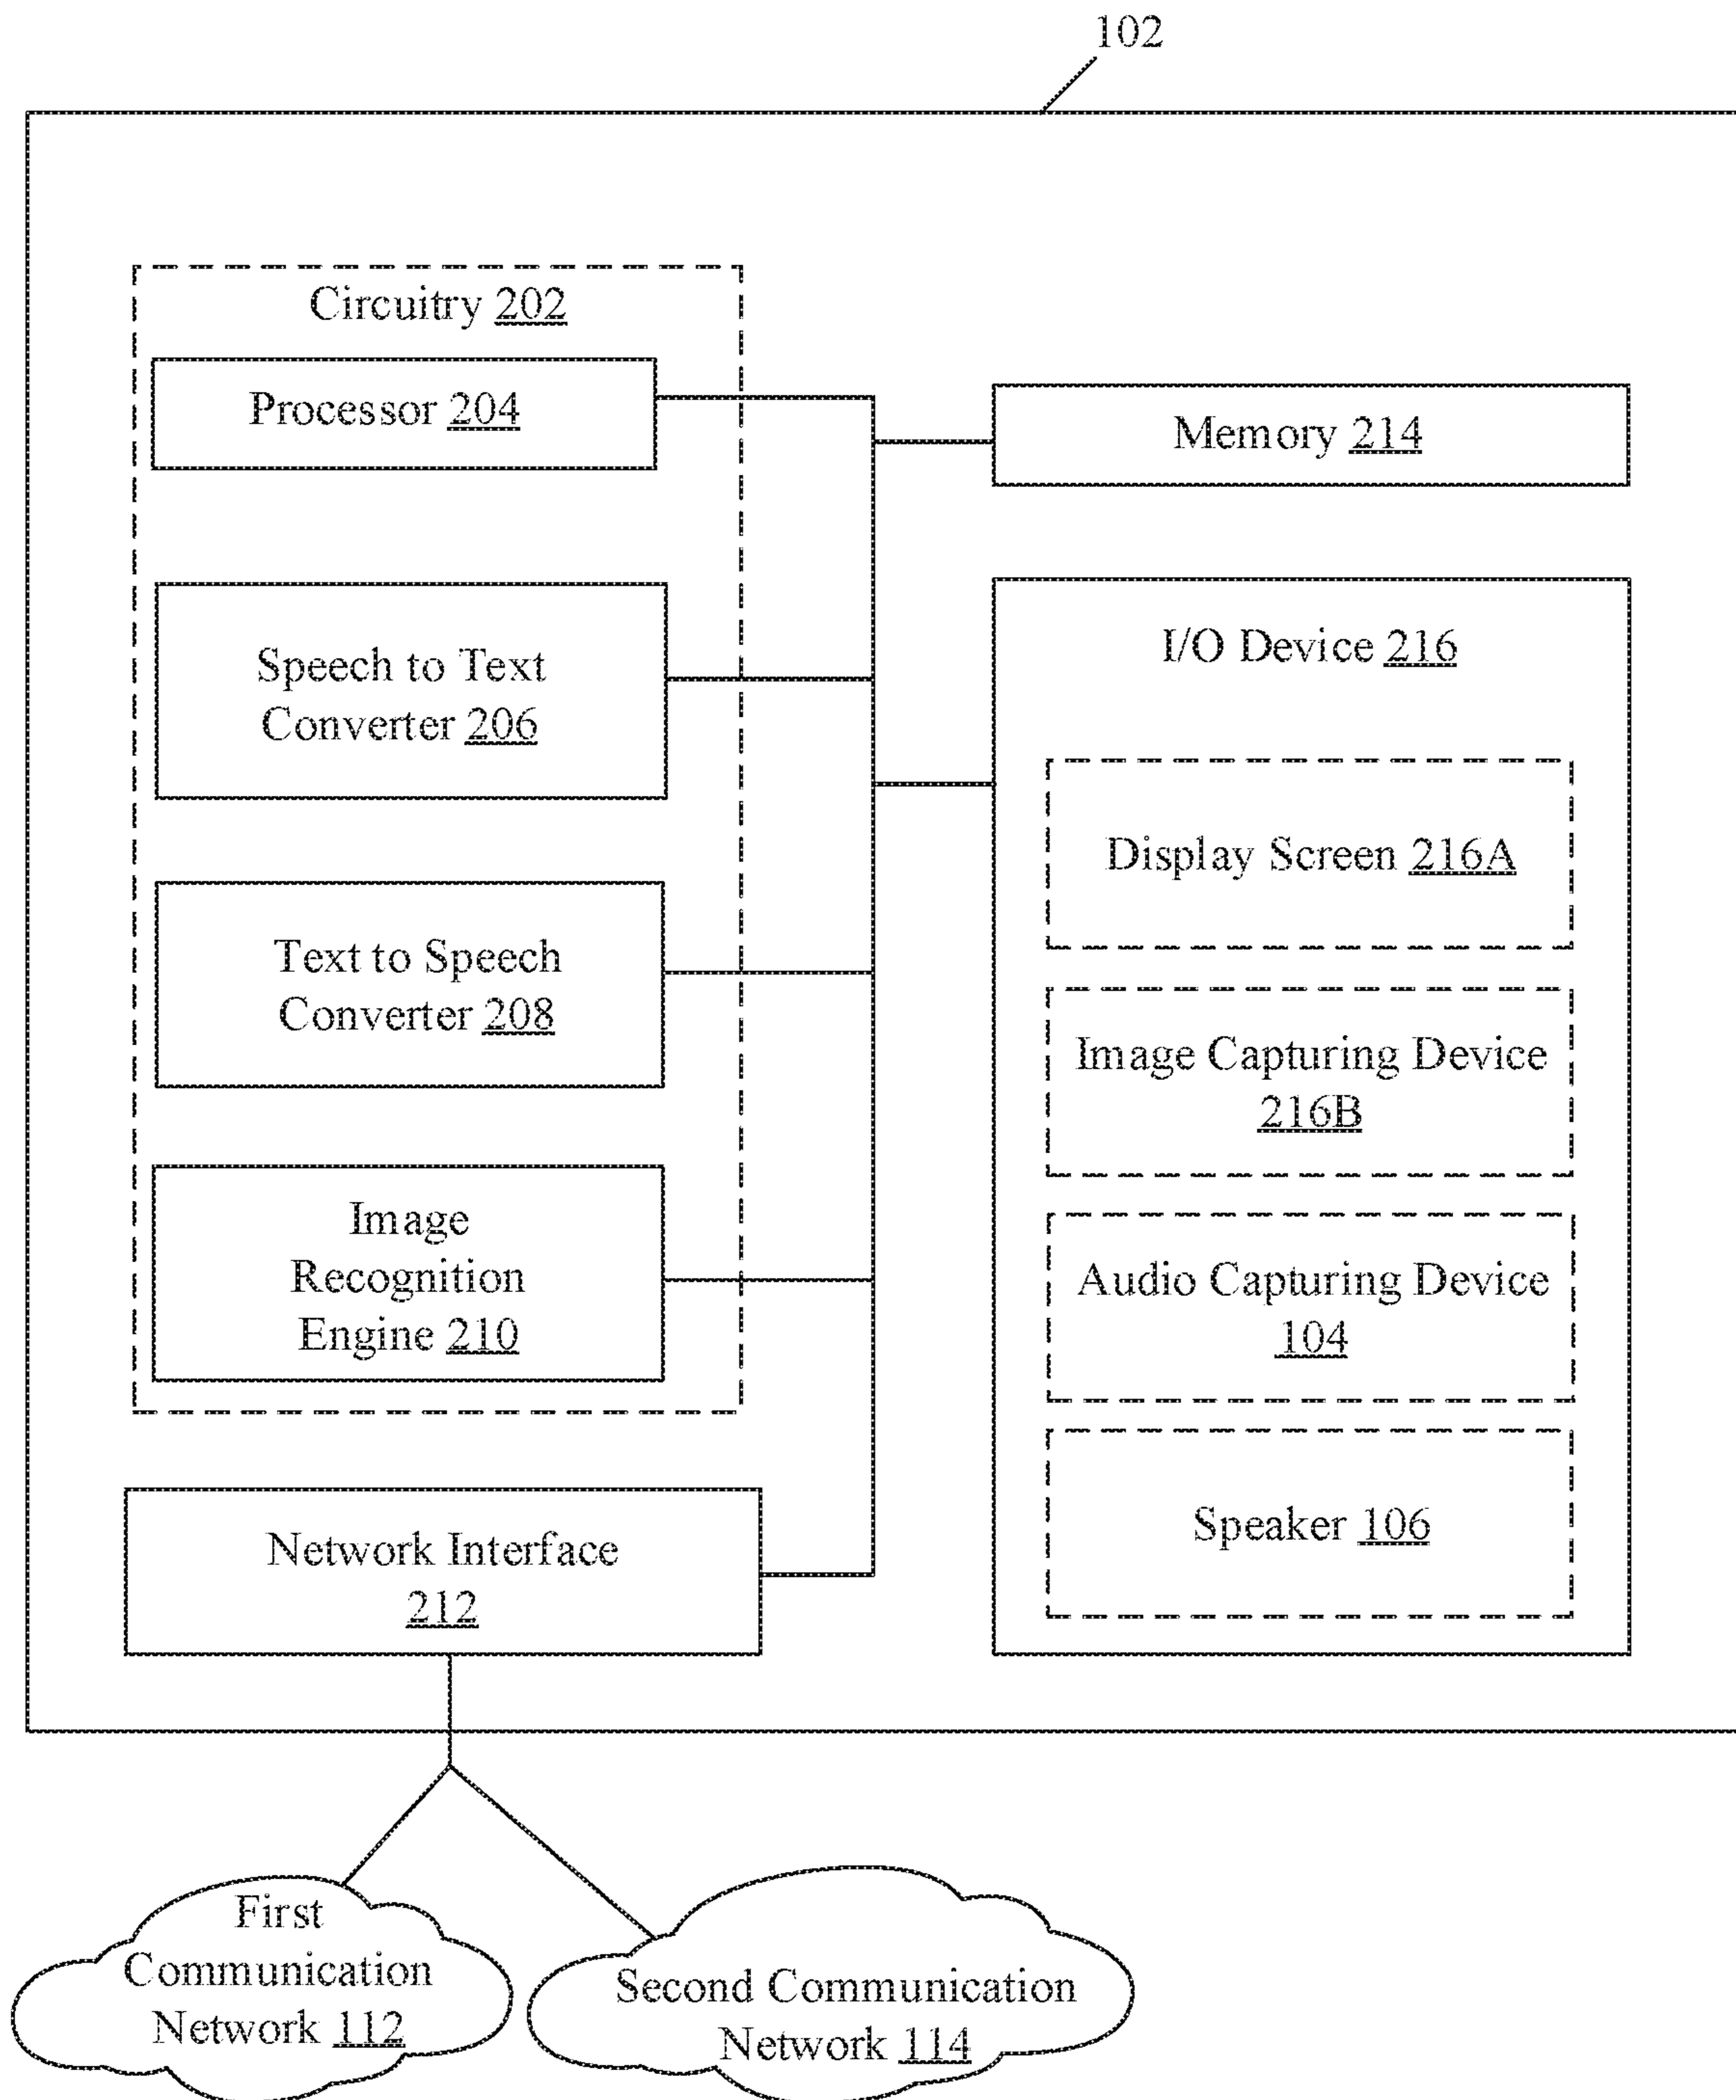 102
Circuitry 202
Processor 204
Speech to Text
Converter 206
Text to Speech
Converter 208
Image
Recognition
Engine 210
Network Interface
212
Memory 214
I/O Device 216
Display Screen 216A
Image Capturing Device
216B
Audio Capturing Device
104
Speaker 106
First
Communication
Network 112
Second Communication
Network 114